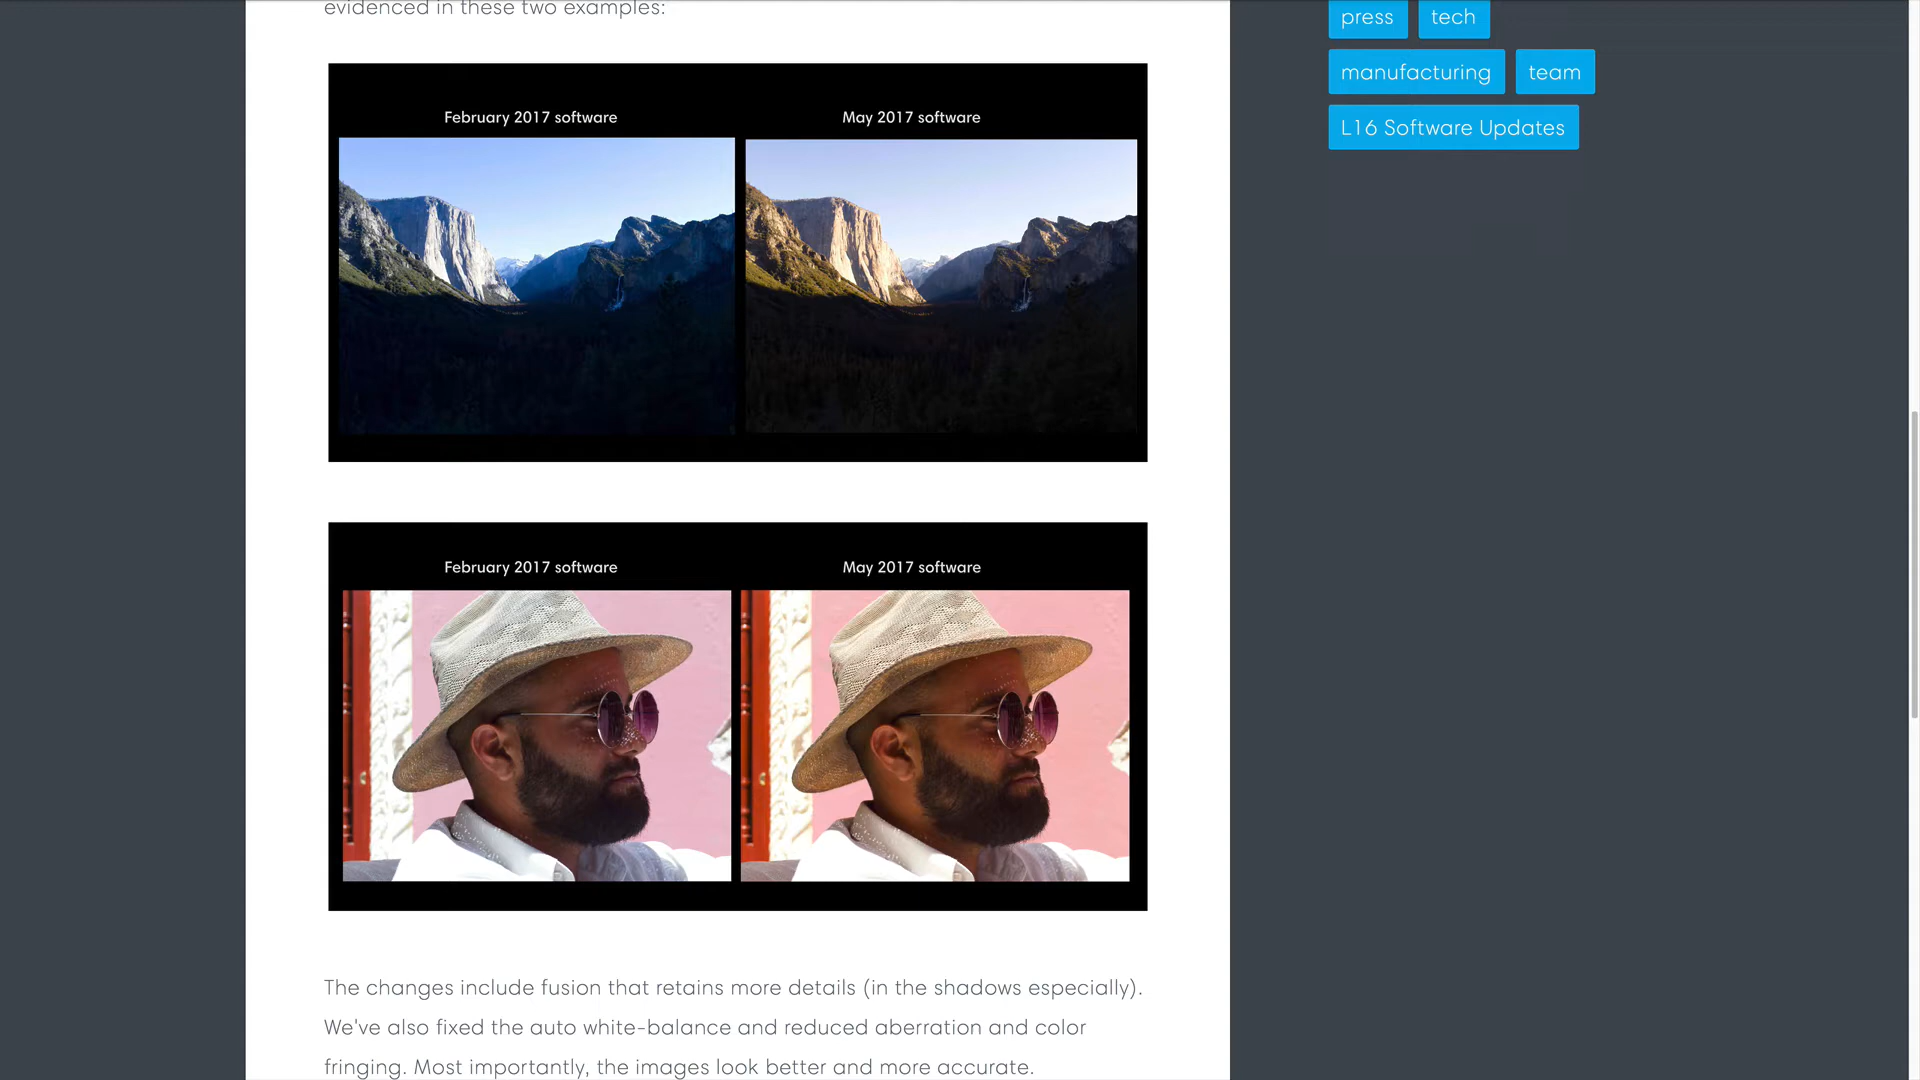 evidenced in these two examples:
February 2017 software
May 2017 software
February 2017 software
May 2017 software
The changes include fusion that retains more details (in the shadows especially).
We've also fixed the auto white-balance and reduced aberration and color
fringing. Most importantly, the images look better and more accurate.
press
tech
manufacturing
team
L16 Software Updates